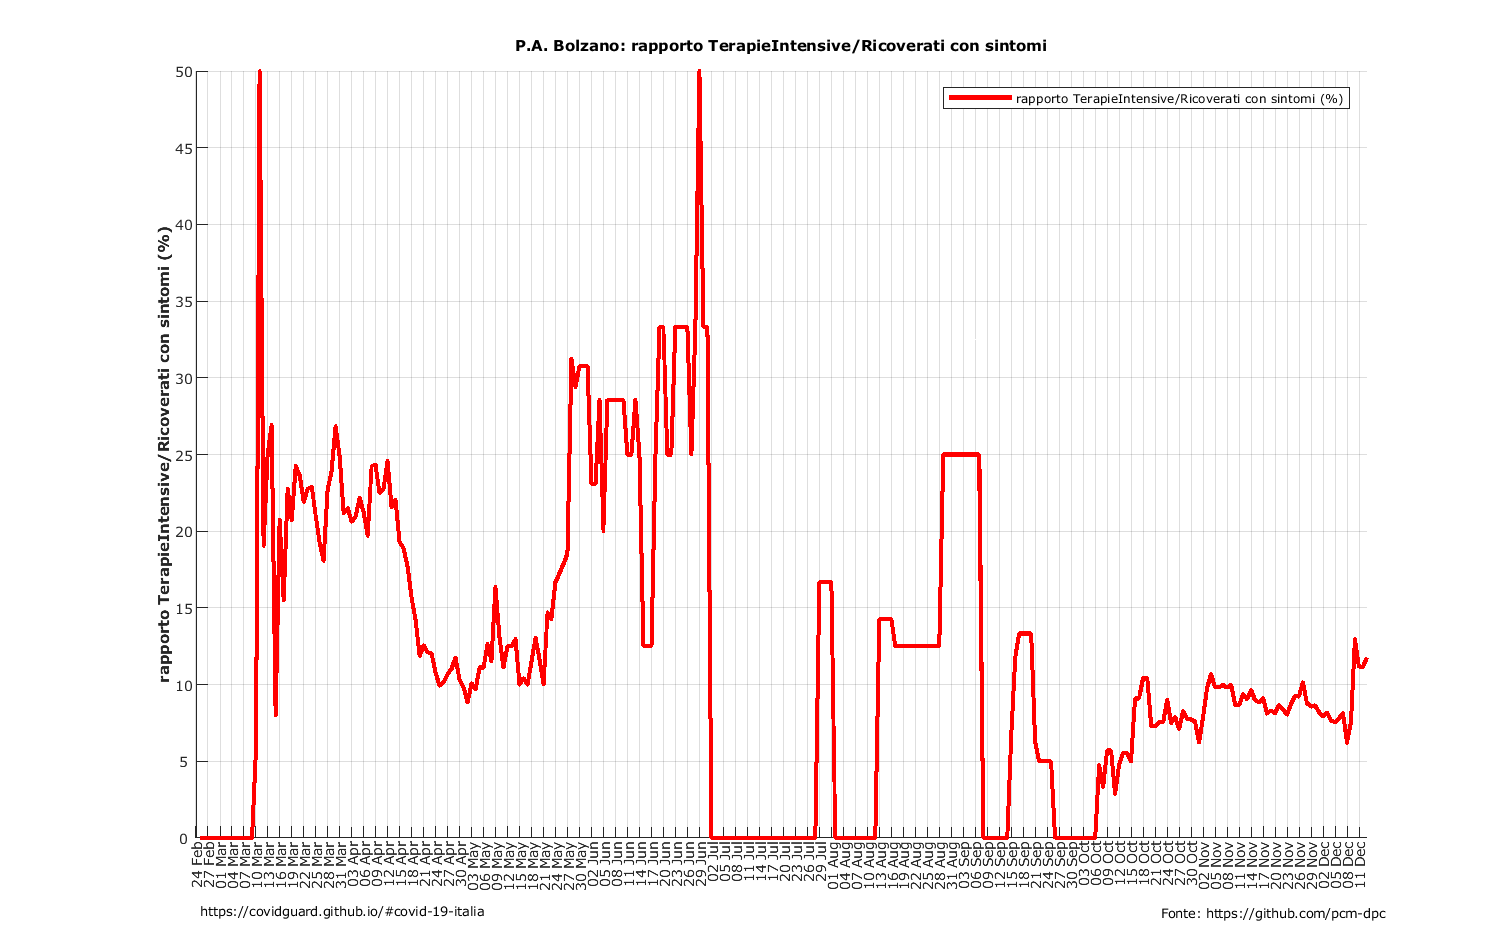 P.A. Bolzano: rapporto TerapieIntensive/Ricoverati con sintomi
rapporto TerapieIntensive/Ricoverati con sintomi (%)
rapporto TerapieIntensive/Ricoverati con sintomi (%)
50
45
40
35
30
25
20
15
10
5
0
24 Feb
27 Feb
01 Mar
04 Mar
07 Mar
10 Mar
13 Mar
16 Mar
19 Mar
22 Mar
25 Mar
28 Mar
31 Mar
03 Apr
06 Apr
09 Apr
12 Apr
15 Apr
18 Apr
21 Apr
24 Apr
27 Apr
30 Apr
03 May
06 May
09 May
12 May
15 May
18 May
21 May
24 May
27 May
30 May
02 Jun
05 Jun
08 Jun
11 Jun
14 Jun
17 Jun
20 Jun
23 Jun
26 Jun
29 Jun
02 Jul
05 Jul
08 Jul
11 Jul
14 Jul
17 Jul
20 Jul
23 Jul
26 Jul
29 Jul
01 Aug
04 Aug
07 Aug
10 Aug
13 Aug
16 Aug
19 Aug
22 Aug
25 Aug
28 Aug
31 Aug
03 Sep
06 Sep
09 Sep
12 Sep
15 Sep
18 Sep
21 Sep
24 Sep
27 Sep
30 Sep
03 Oct
06 Oct
09 Oct
12 Oct
15 Oct
18 Oct
21 Oct
24 Oct
27 Oct
30 Oct
02 Nov
05 Nov
08 Nov
11 Nov
14 Nov
17 Nov
20 Nov
23 Nov
26 Nov
29 Nov
02 Dec
05 Dec
08 Dec
11 Dec
https://covidguard.github.io/#covid-19-italia
Fonte: https://github.com/pcm-dpc